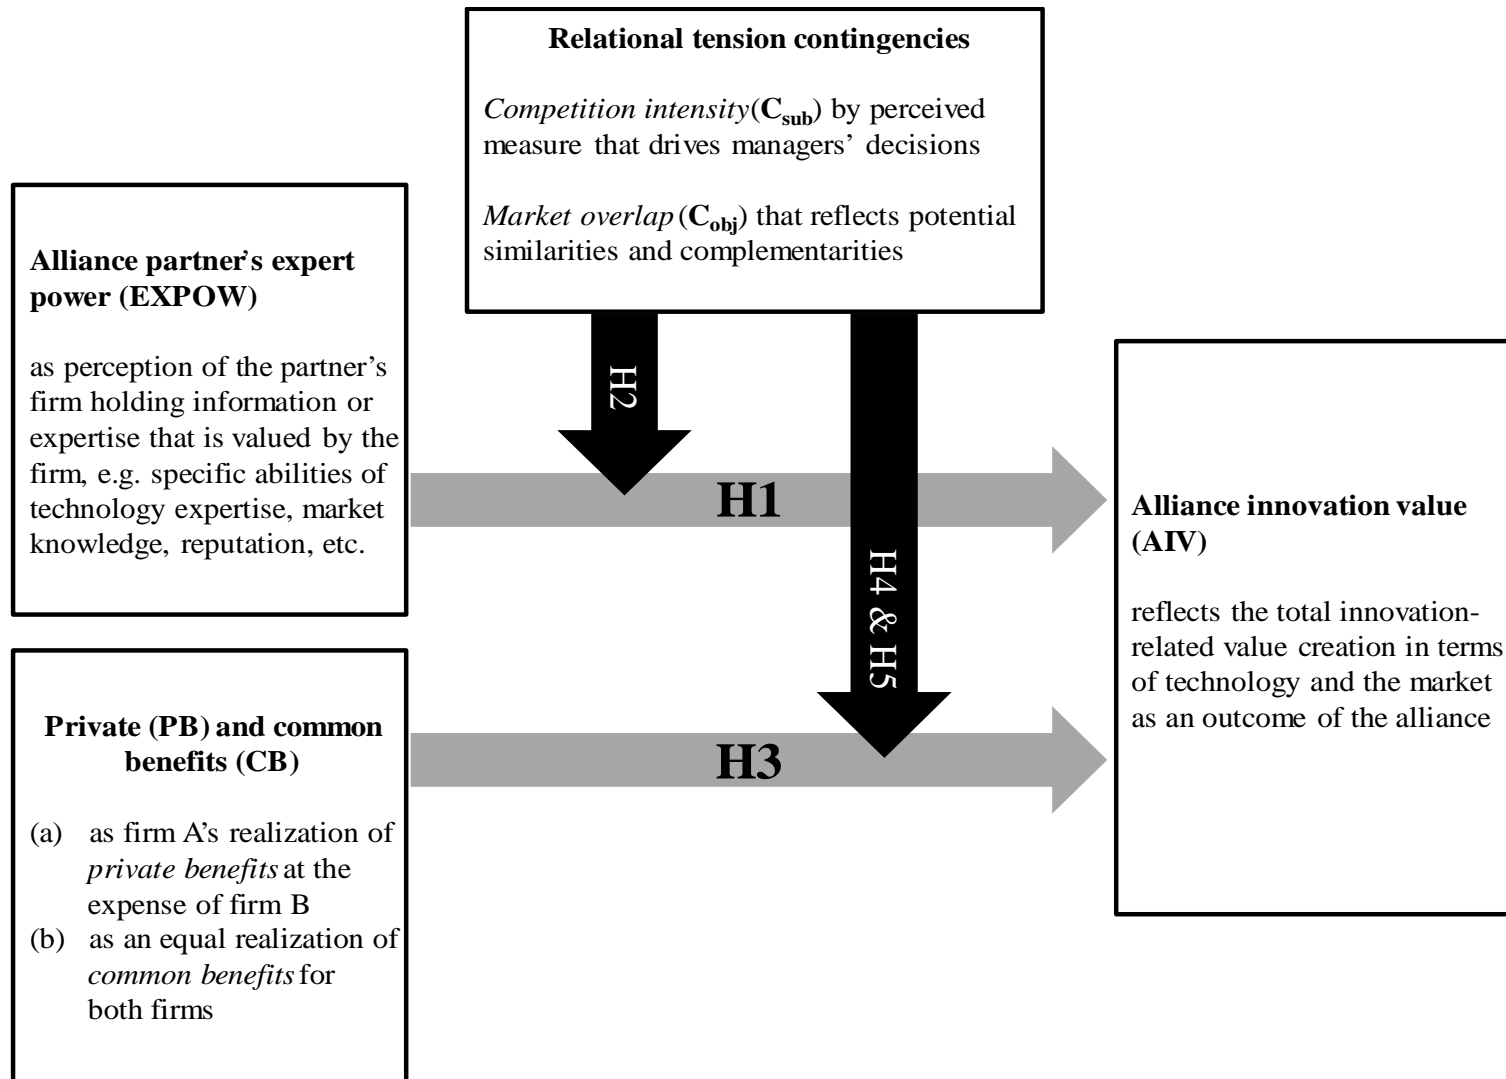 Relational tension contingencies
Competition intensity (C_sub) by perceived
measure that drives managers’ decisions
Market overlap (C_obj) that reflects potential
similarities and complementarities
Alliance partner’s expert
power (EXPOW)
as perception of the partner’s
firm holding information or
expertise that is valued by the
firm, e.g. specific abilities of
technology expertise, market
knowledge, reputation, etc.
H2
H1
H4 & H5
H3
Private (PB) and common
benefits (CB)
(a) as firm A’s realization of
private benefits at the
expense of firm B
(b) as an equal realization of
common benefits for
both firms
Alliance innovation value
(AIV)
reflects the total innovation-
related value creation in terms
of technology and the market
as an outcome of the alliance